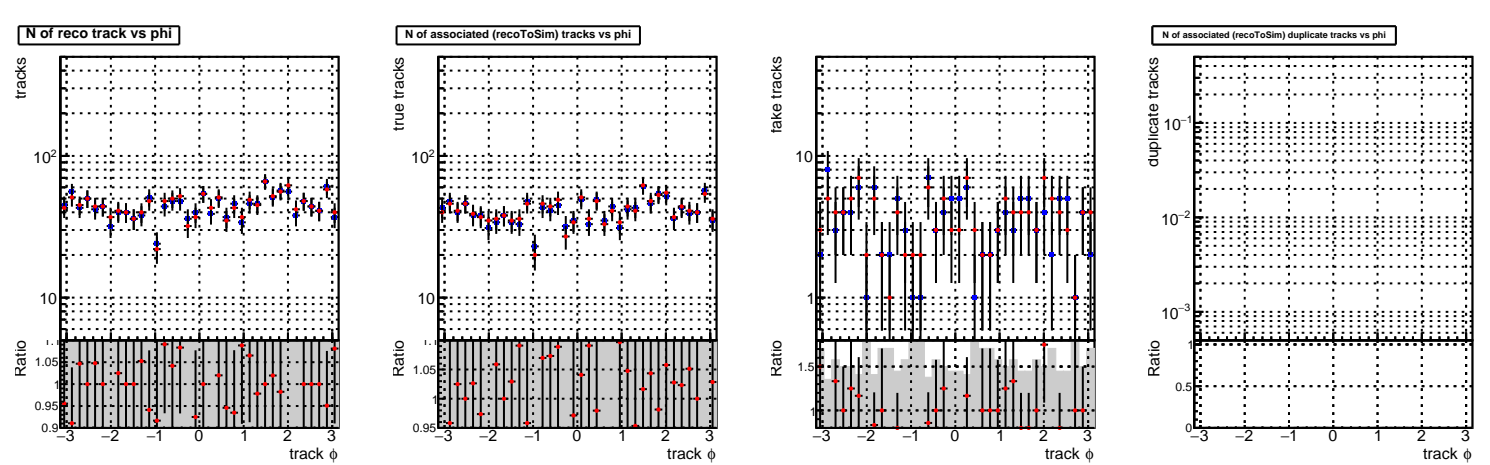 N of reco track vs phi
tracks
10²
10
Ratio
1.05
1
0.95
0.9
−3 −2 −1 0 1 2 3
track ϕ
N of associated (recoToSim) tracks vs phi
true tracks
10²
10
Ratio
1.05
1
0.95
−3 −2 −1 0 1 2 3
track ϕ
fake tracks
10
1
Ratio
1.5
1
−3 −2 −1 0 1 2 3
track ϕ
N of associated (recoToSim) duplicate tracks vs phi
duplicate tracks
10⁻¹
10⁻²
10⁻³
Ratio
1
0.5
0
−3 −2 −1 0 1 2 3
track ϕ